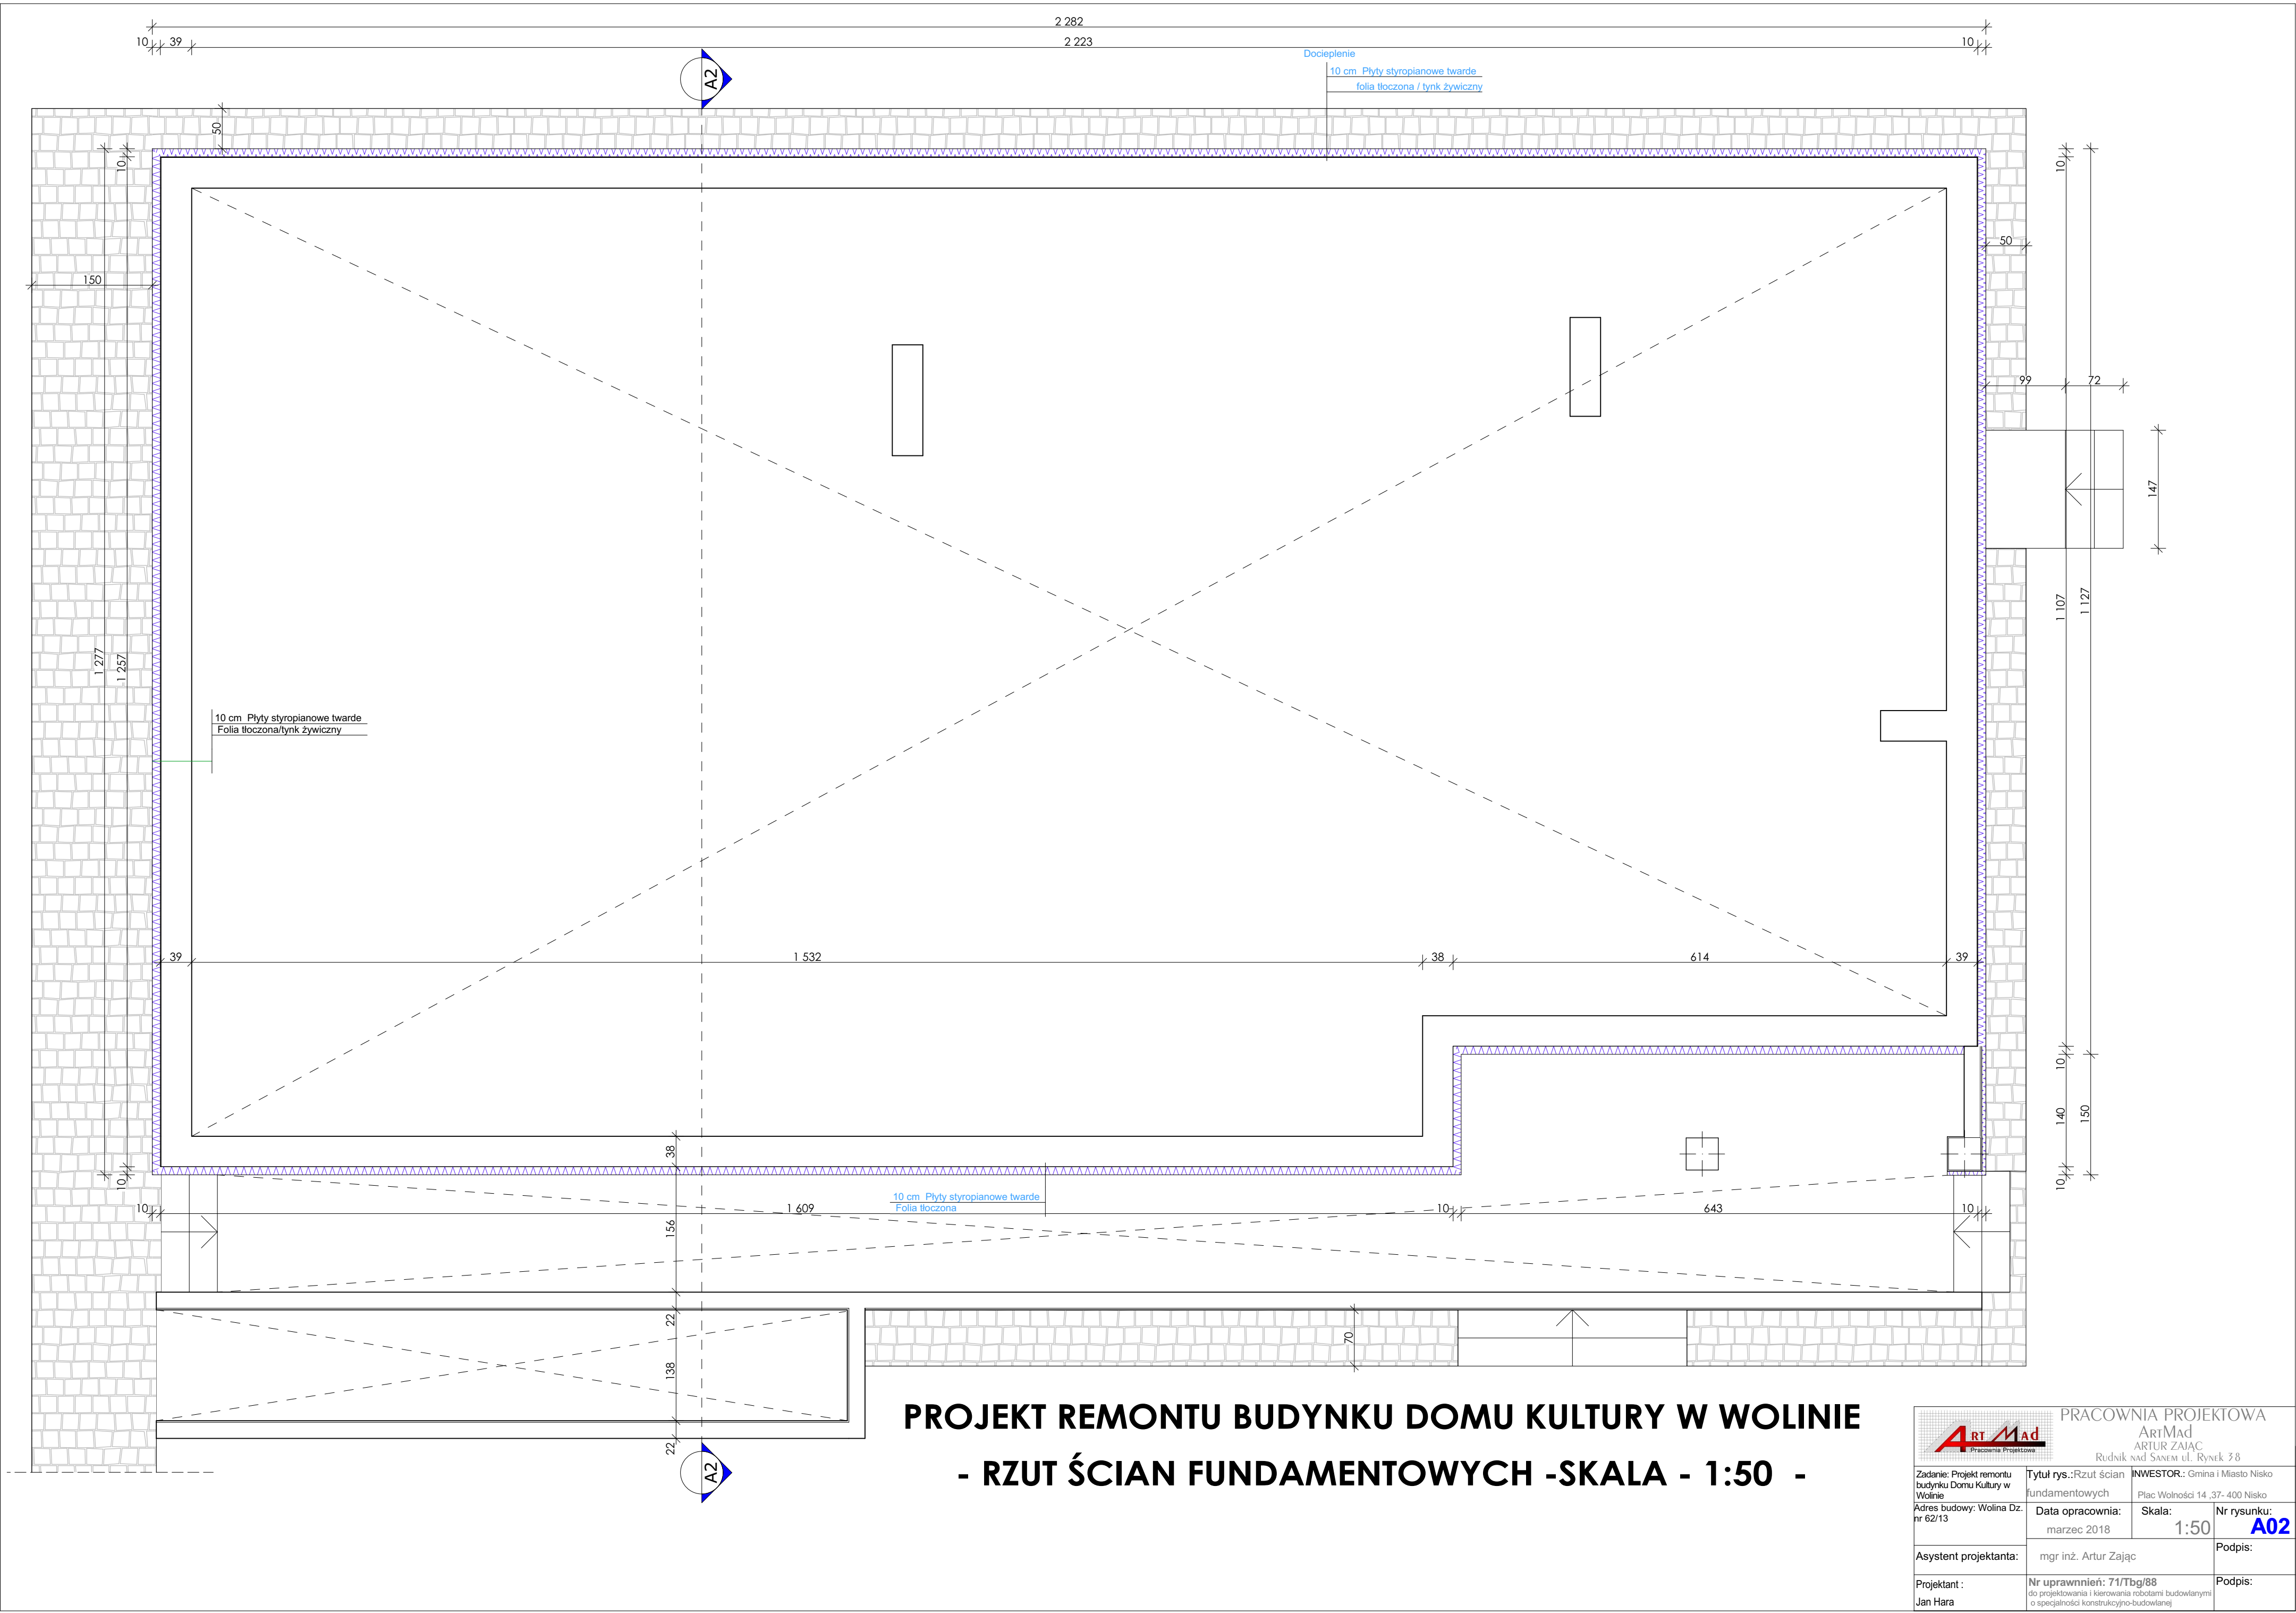 2 282
10
39
2 223
10
Docieplenie
10 cm Płyty styropianowe twarde
folia tłoczona / tynk żywiczny
A2
50
10
10
50
150
99
72
147
1 107
1 127
1 277
1 257
10 cm Płyty styropianowe twarde
Folia tłoczona/tynk żywiczny
39
1 532
38
614
39
10
140
150
10
38
10
10
1 609
10 cm Płyty styropianowe twarde
Folia tłoczona
10
643
10
156
22
70
138
22
A2
PROJEKT REMONTU BUDYNKU DOMU KULTURY W WOLINIE
- RZUT ŚCIAN FUNDAMENTOWYCH -SKALA - 1:50 -
ART MAd
Pracownia Projektowa
PRACOWNIA PROJEKTOWA
ArtMad
ARTUR ZAJĄC
Rudnik nad Sanem ul. Rynek 38
Zadanie: Projekt remontu
budynku Domu Kultury w
Wolinie
Tytuł rys.:Rzut ścian
fundamentowych
INWESTOR.: Gmina i Miasto Nisko
Plac Wolności 14 ,37- 400 Nisko
Adres budowy: Wolina Dz.
nr 62/13
Data opracownia:
marzec 2018
Skala:
1:50
Nr rysunku:
A02
Asystent projektanta:
mgr inż. Artur Zając
Podpis:
Projektant :
Jan Hara
Nr uprawnnień: 71/Tbg/88
do projektowania i kierowania robotami budowlanymi
o specjalności konstrukcyjno-budowlanej
Podpis: